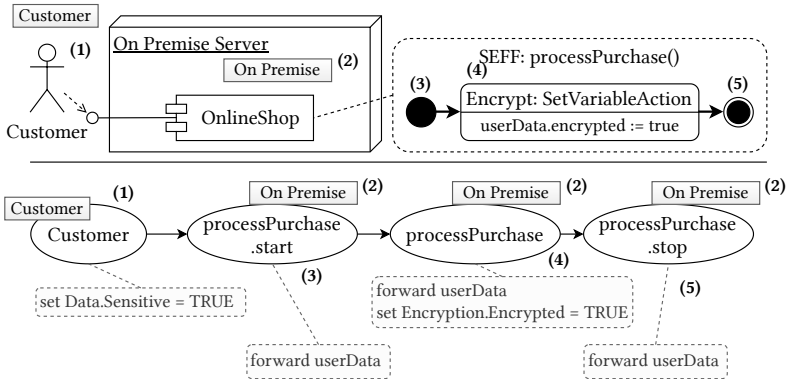 Customer
(1)
On Premise Server
On Premise
(2)
Customer
OnlineShop
SEFF: processPurchase()
(3)
(4)
(5)
Encrypt: SetVariableAction
userData.encrypted := true
(1)
On Premise
(2)
On Premise
(2)
On Premise
(2)
Customer
Customer
processPurchase
.start
processPurchase
processPurchase
.stop
(3)
(4)
(5)
set Data.Sensitive = TRUE
forward userData
set Encryption.Encrypted = TRUE
forward userData
forward userData